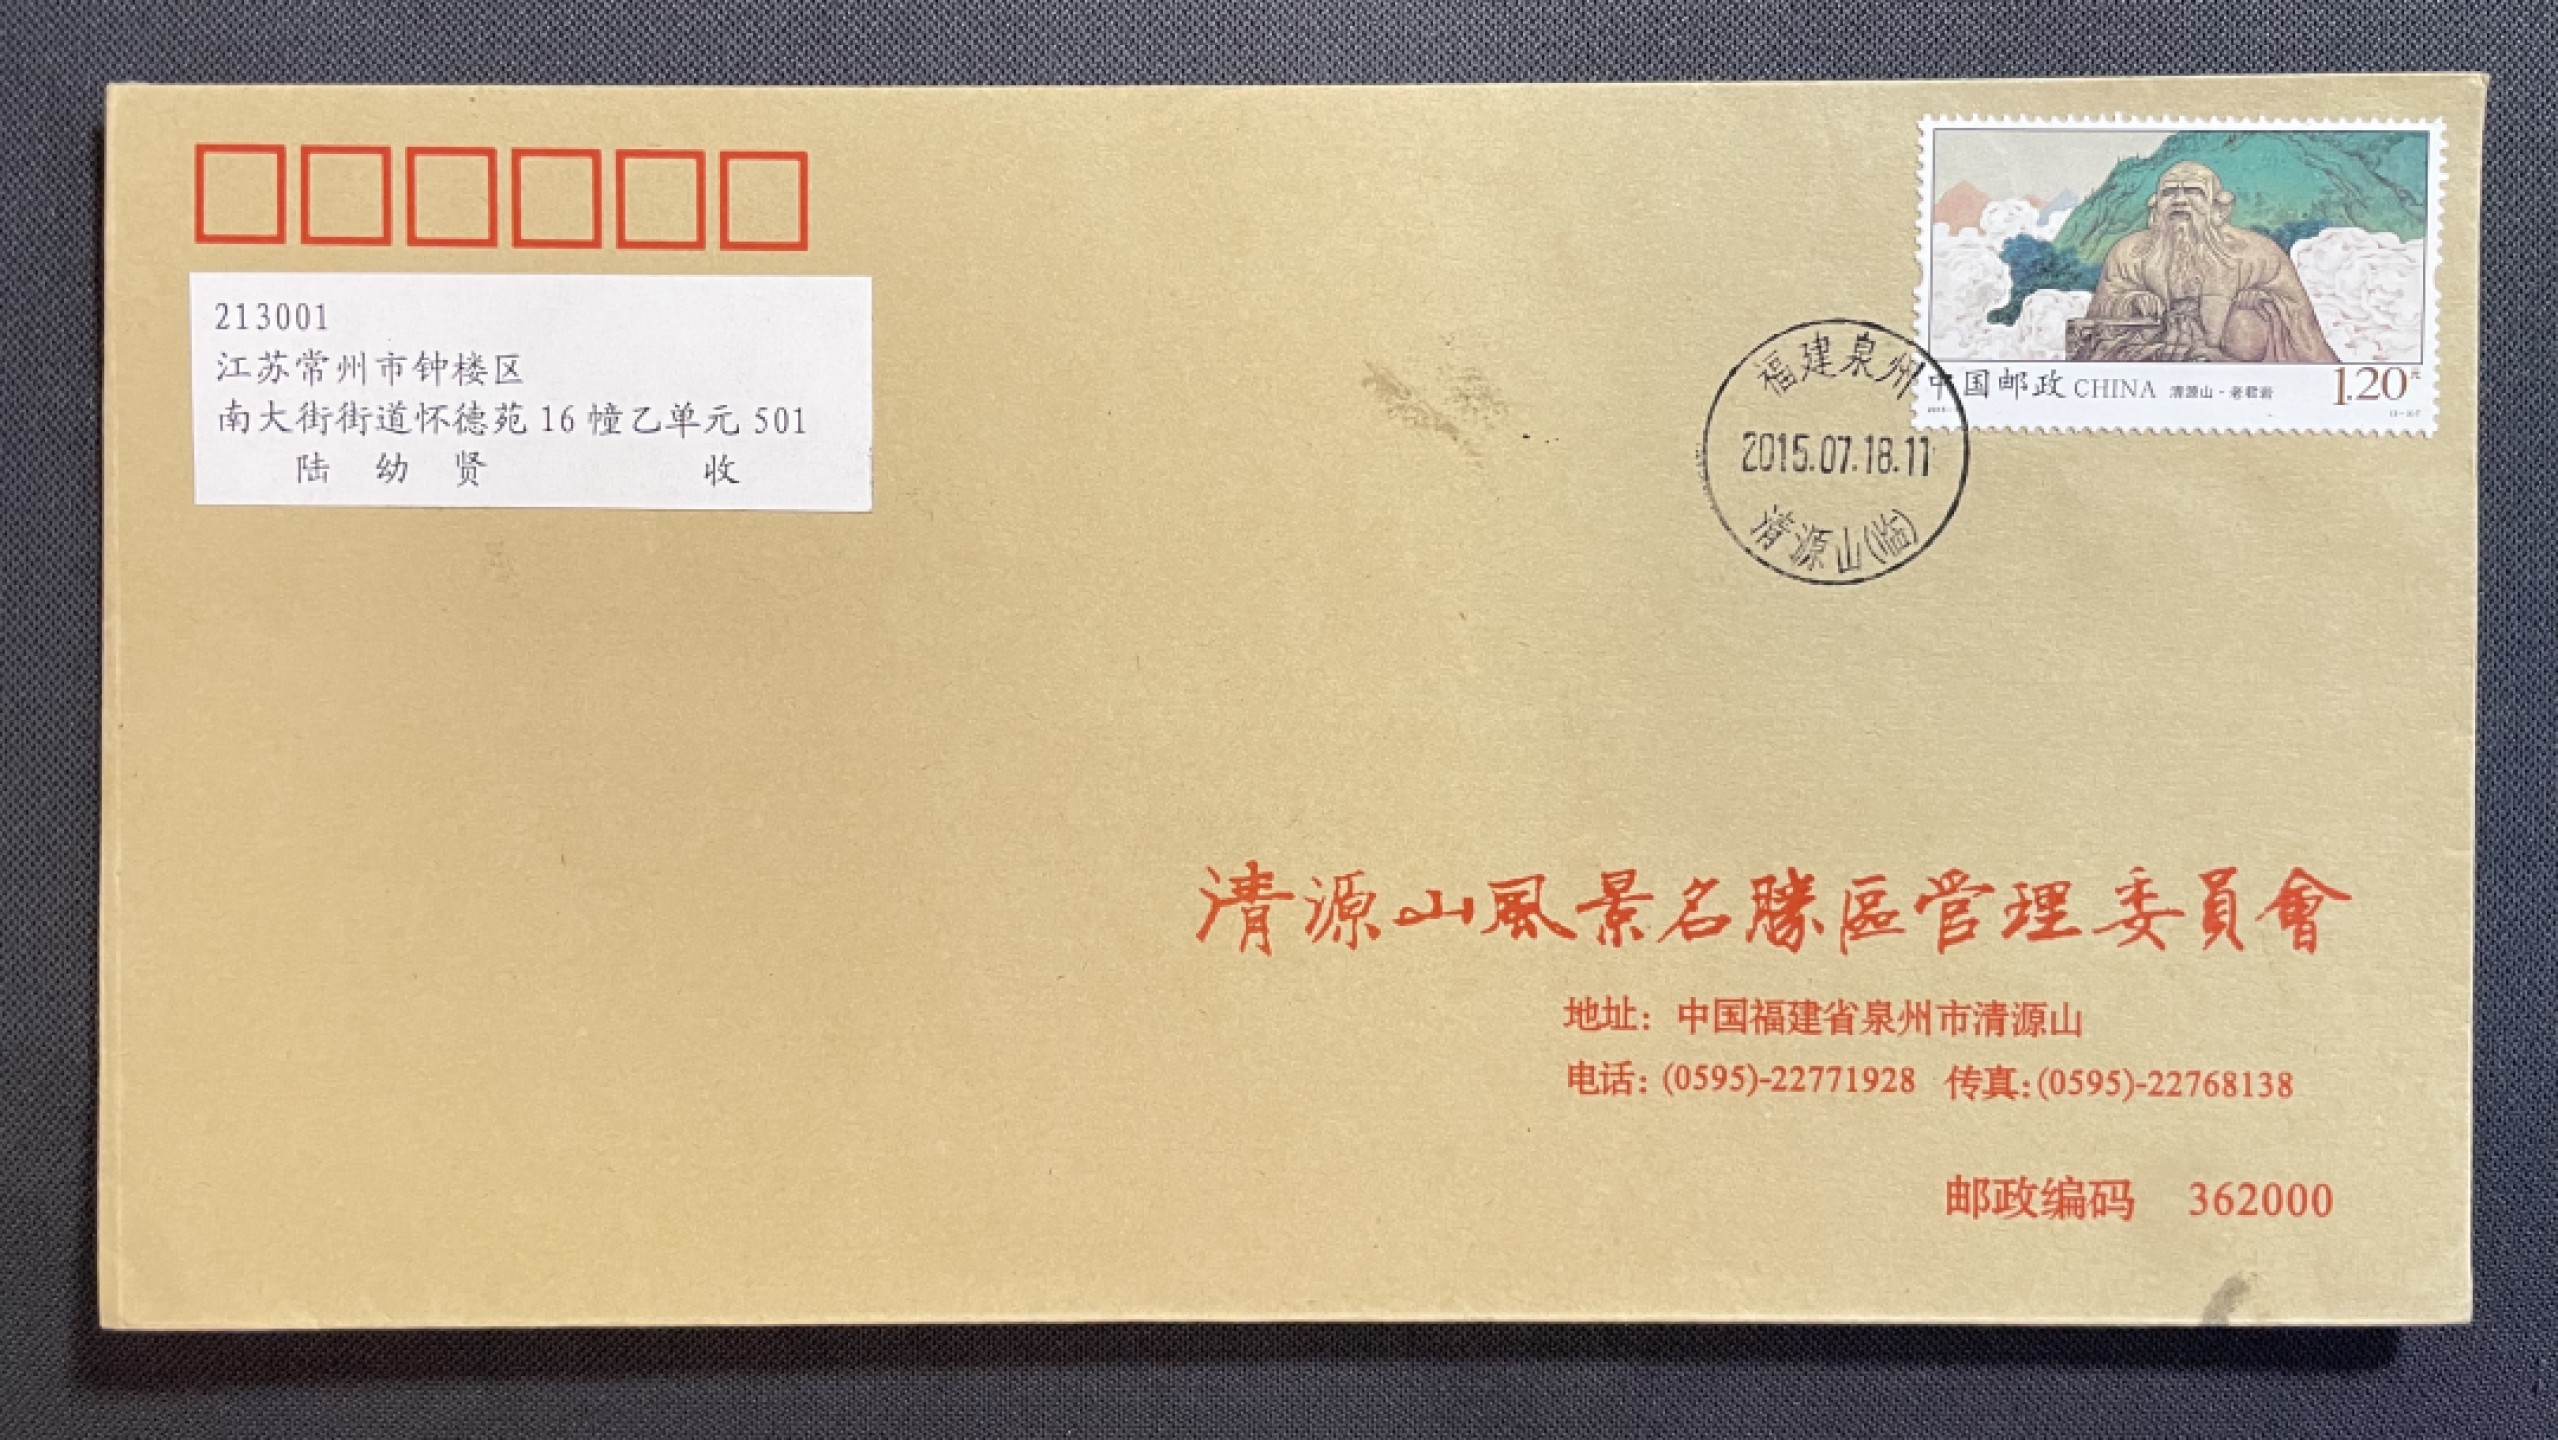 213001
江苏常州市钟楼区
南大街街道怀德苑 16 幢乙单元 501
陆 幼 贤 收
中国邮政 CHINA 清源山·老君岩 1.20元
福建泉州
2015.07.18.11
清源山(临)
清源山風景名勝區管理委員會
地址：中国福建省泉州市清源山
电话：(0595)-22771928 传真：(0595)-22768138
邮政编码 362000